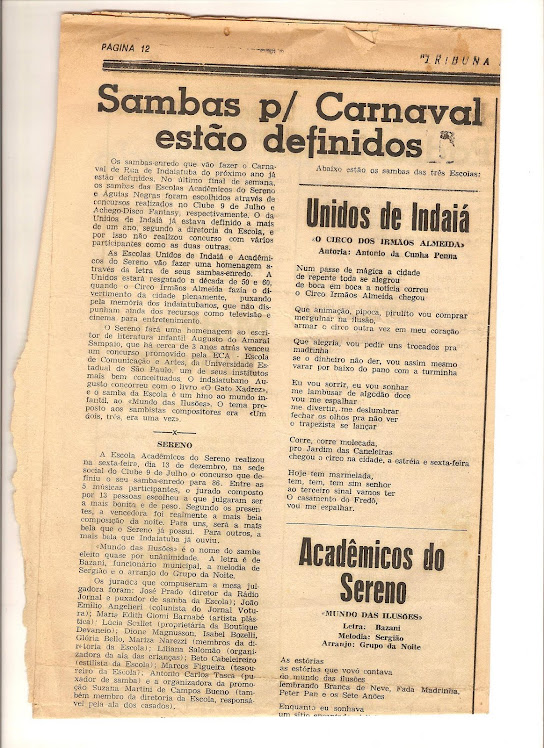 PÁGINA 12
"TRIBUNA
Sambas p/ Carnaval
estão definidos
Os sambas-enredo que vão fazer o Carna-
val de Rua de Indaiatuba do próximo ano já
estão definidos. No último final de semana,
os sambas das Escolas Acadêmicos do Sereno
e Águias Negras foram escolhidos através de
concursos realizados no Clube 9 de Julho e
Achego-Disco Fantasy, respectivamente. O da
Unidos de Indaiá já estava definido a mais
de um ano, segundo a diretoria da Escola, e
por isso não realizou concurso com vários
participantes como as duas outras.
As Escolas Unidos de Indaiá e Acadêmi-
cos do Sereno vão fazer uma homenagem a-
través da letra de seus sambas-enredo. A
Unidos estará resgatado a década de 50 e 60,
quando o Circo Irmãos Almeida fazia o di-
vertimento da cidade plenamente, puxando
pela memória dos Indaiatubanos, que não dis-
punham ainda dos recursos como televisão e
cinema para entretenimento.
O Sereno fará uma homenagem ao escri-
tor de literatura infantil Augusto do Amaral
Sampaio, que há cerca de 3 anos atrás venceu
um concurso promovido pela ECA - Escola
de Comunicação e Artes, da Universidade Es-
tadual de São Paulo, um de seus institutos
mais bem conceituados. O indaiatubano Au-
gusto concorreu com o livro «O Gato Xadrez»,
e o samba da Escola é um hino ao mundo in-
fantil, ao «Mundo das Ilusões». O tema pro-
posto aos sambistas compositores era «Um
dois, três, era uma vez».
—x—
SERENO
A Escola Acadêmicos do Sereno realizou
na sexta-feira, dia 13 de dezembro, na sede
social do Clube 9 de Julho o concurso que de-
finiu o seu samba-enredo para 86. Entre as
5 músicas participantes, o jurado composto
por 13 pessoas escolheu a que julgaram ser
a mais bonita e de peso. Segundo os presen-
tes, a vencedora foi realmente a mais bela
composição da noite. Para uns, será a mais
bela que o Sereno já possui. Para outros, a
mais bela que Indaiatuba já ouviu.
«Mundo das Ilusões» é o nome do samba
eleito quase por unanimidade. A letra é de
Bazani, funcionário municipal, a melodia de
Sergião e o arranjo do Grupo da Noite.
Os jurados que compuseram a mesa jul-
gadora foram: José Prado (diretor da Rádio
Jornal e puxador de samba da Escola); João
Emílio Angeheri (colunista do Jornal Votu-
ra); Maria Edith Giomi Barnabé (artista plás-
tica); Lúcia Scallet (proprietária da Boutique
Devaneio); Dione Magnusson, Isabel Bozelli,
Glória Bello, Mariza Narezzi (membros da di-
retoria da Escola); Liliana Salomão (organi-
zadora da ala das crianças); Beto Cabeleireiro
(estilista da Escola); Marcos Figueira (tesou-
reiro da Escola), Antonio Carlos Tasca (pu-
xador de samba) e a organizadora da promo-
ção Suzana Martini de Campos Bueno (tam-
bém membro da diretoria da Escola, responsá-
vel pela ala dos casados).
Abaixo estão os sambas das três Escolas:
Unidos de Indaiá
«O CIRCO DOS IRMÃOS ALMEIDA»
Autoria: Antonio da Cunha Penna
Num passe de mágica a cidade
de repente toda se alegrou
de boca em boca a notícia correu
o Circo Irmãos Almeida chegou
Que animação, pipoca, pirulito vou comprar
mergulhar na ilusão,
armar o circo outra vez em meu coração
Que alegria, vou pedir uns trocados pra
madrinha
se o dinheiro não der, vou assim mesmo
varar por baixo do pano com a turminha
Eu vou sorrir, eu vou sonhar
me lambusar de algodão doce
vou me espalhar
me divertir, me deslumbrar
fechar os olhos pra não ver
o trapezista se lançar
Corre, corre molecada,
pro Jardim das Caneleiras
chegou o circo na cidade, a estréia e sexta-feira
Hoje tem marmelada,
tem, tem, tem sim senhor
ao terceiro sinal vamos ter
O casamento do Fredô,
vou me espalhar.
Acadêmicos do
Sereno
«MUNDO DAS ILUSÕES»
Letra: Bazani
Melodia: Sergião
Arranjo: Grupo da Noite
As estórias
as estórias que vovó contava
do mundo das ilusões
lembrando Branca de Neve, Fada Madrinha,
Peter Pan e os Sete Anões
Enquanto eu sonhava
um sítio